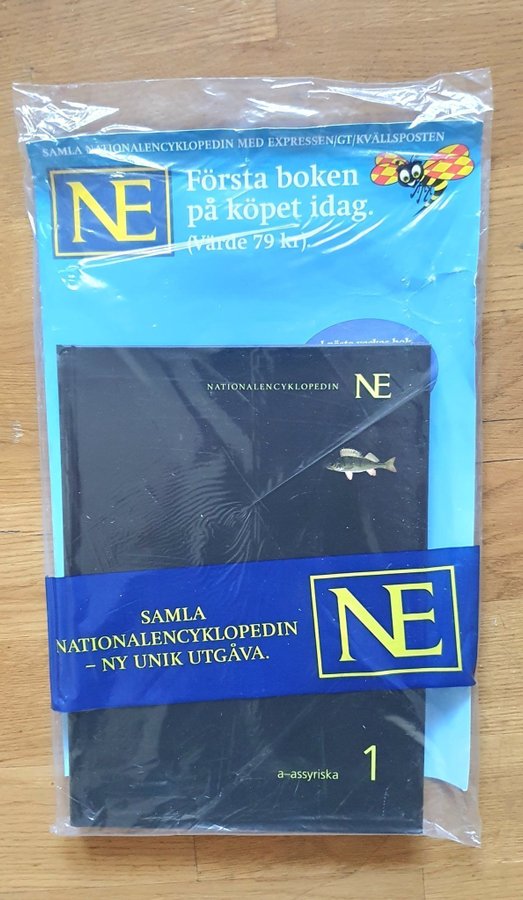 SAMLA NATIONALENCYKLOPEDIN MED EXPRESSEN/GT/KVÄLLSPOSTEN
NE
Första boken
på köpet idag.
(Värde 79 kr).
NATIONALENCYKLOPEDIN NE
SAMLA
NATIONALENCYKLOPEDIN
– NY UNIK UTGÅVA.
NE
a–assyriska 1